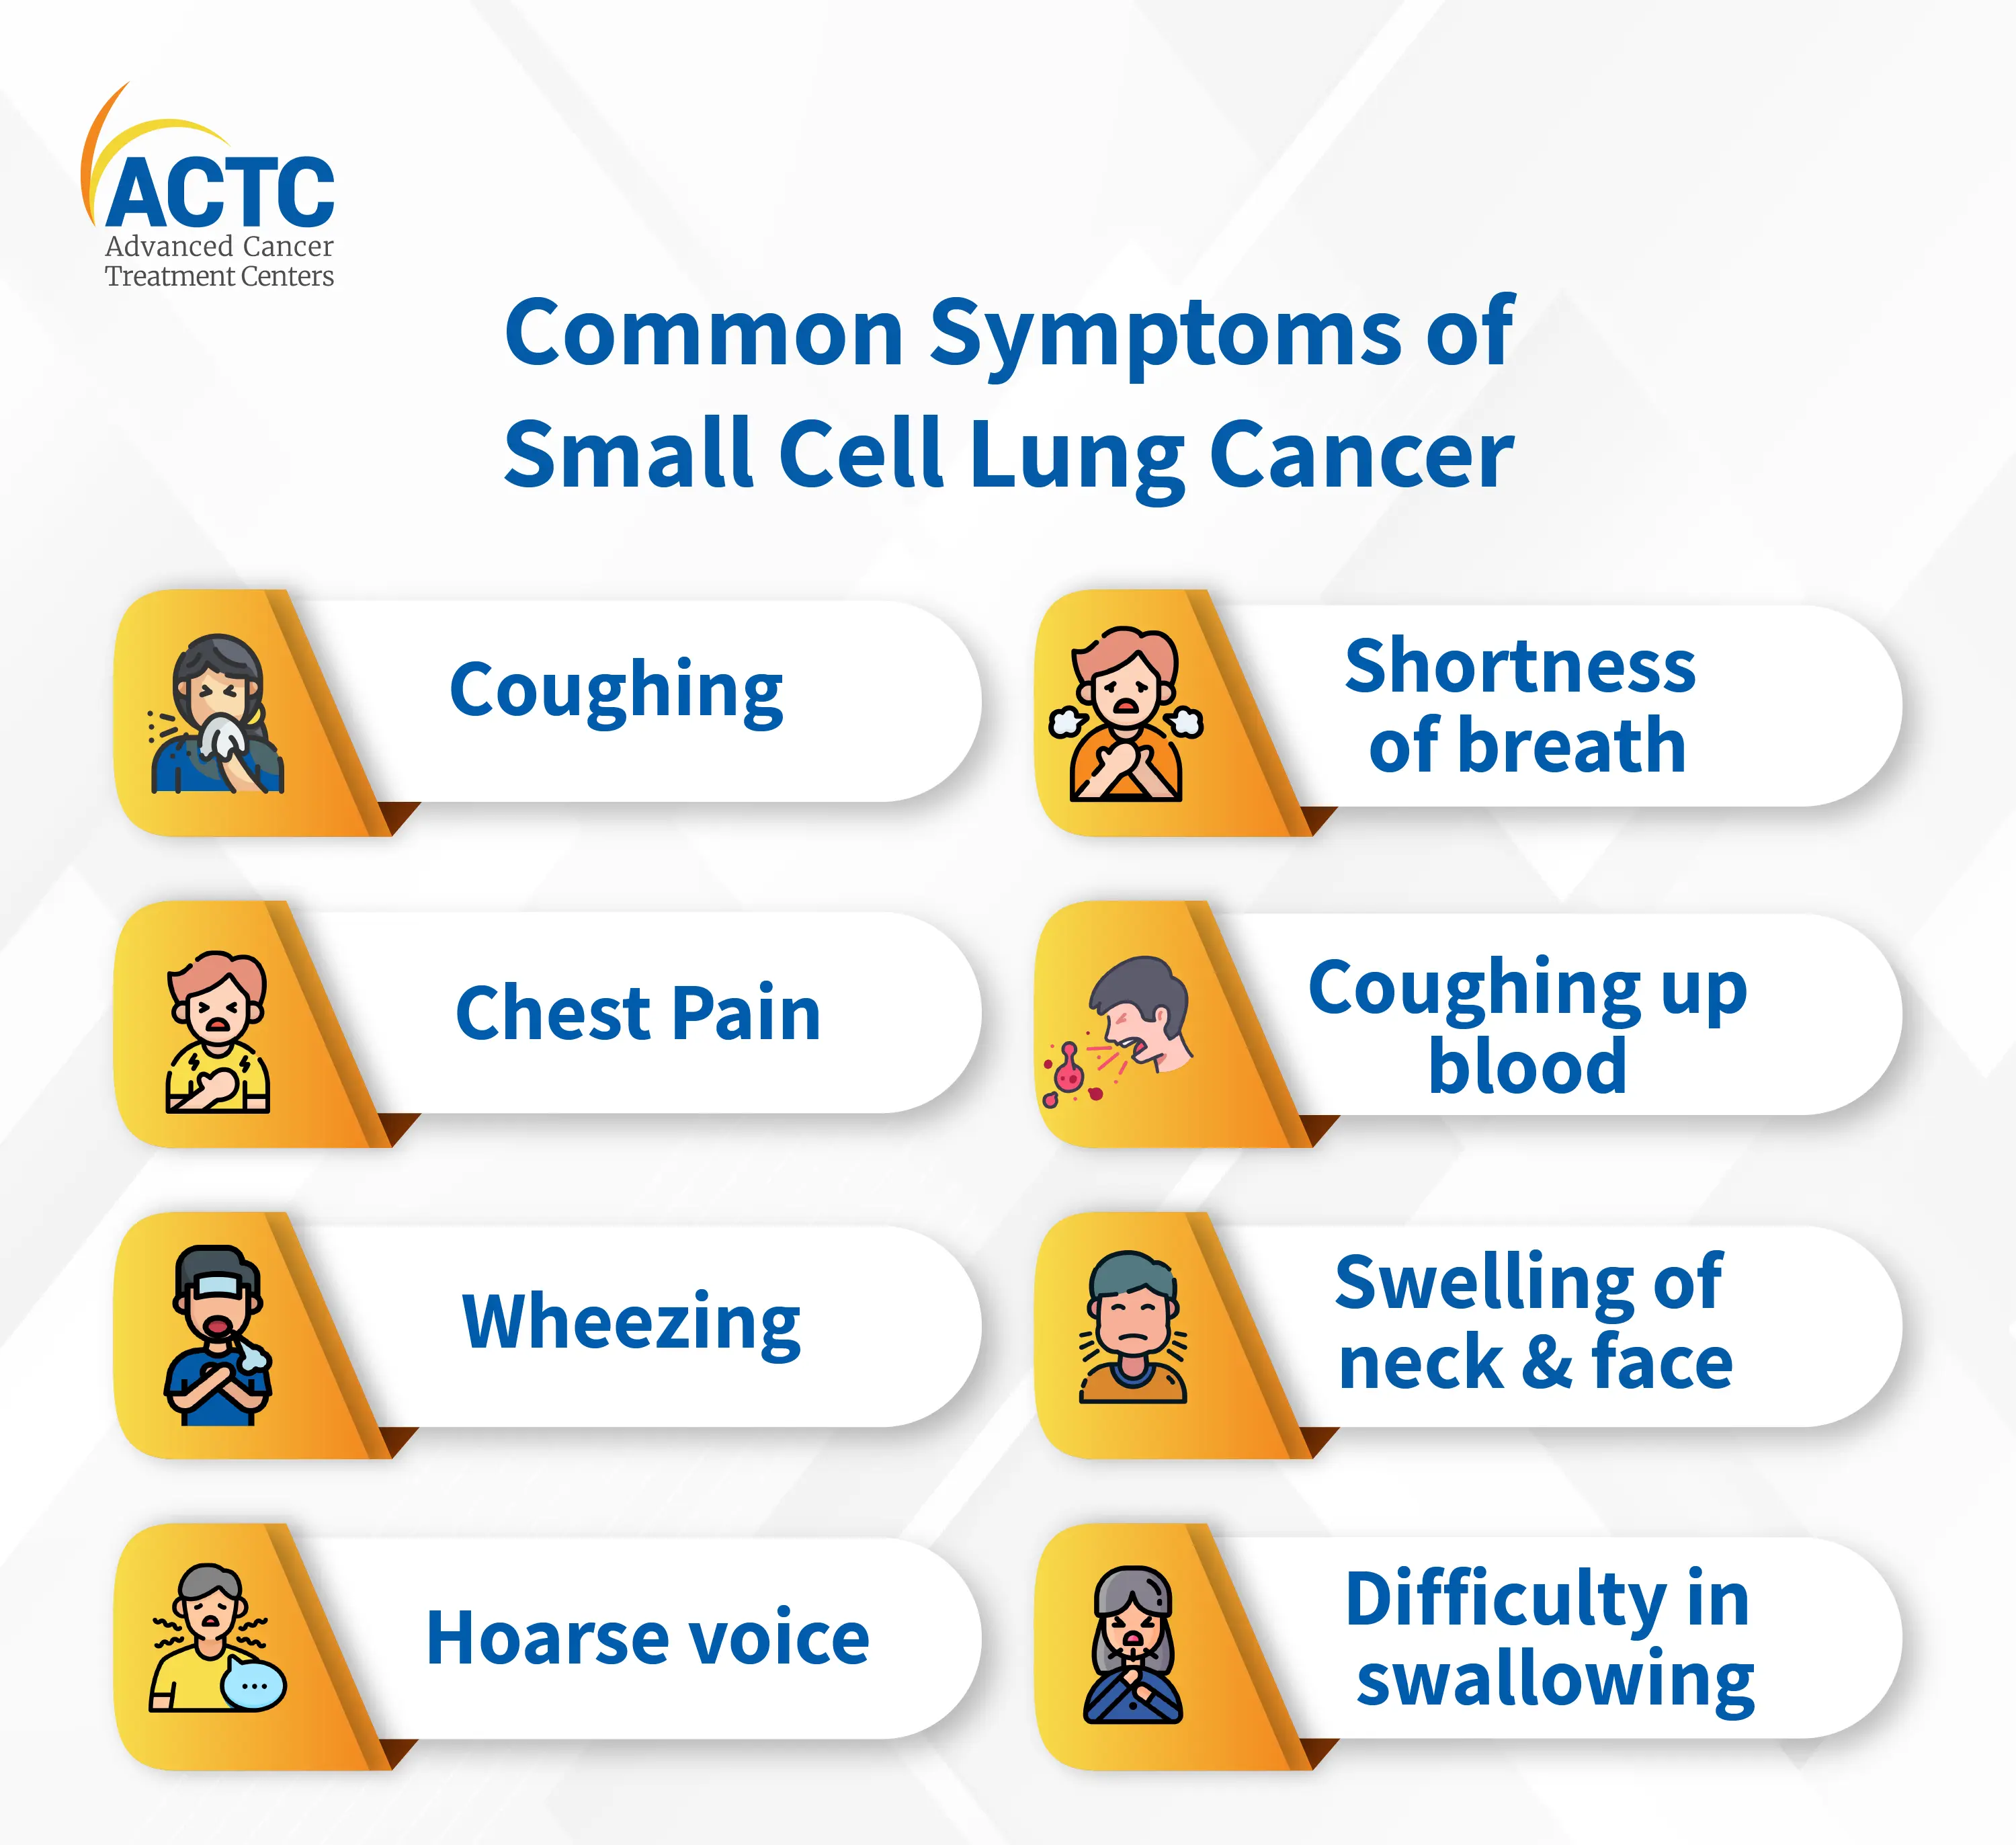 ACTC
Advanced Cancer
Treatment Centers
Common Symptoms of
Small Cell Lung Cancer
Coughing
Shortness
of breath
Chest Pain
Coughing up
blood
Wheezing
Swelling of
neck & face
Hoarse voice
Difficulty in
swallowing